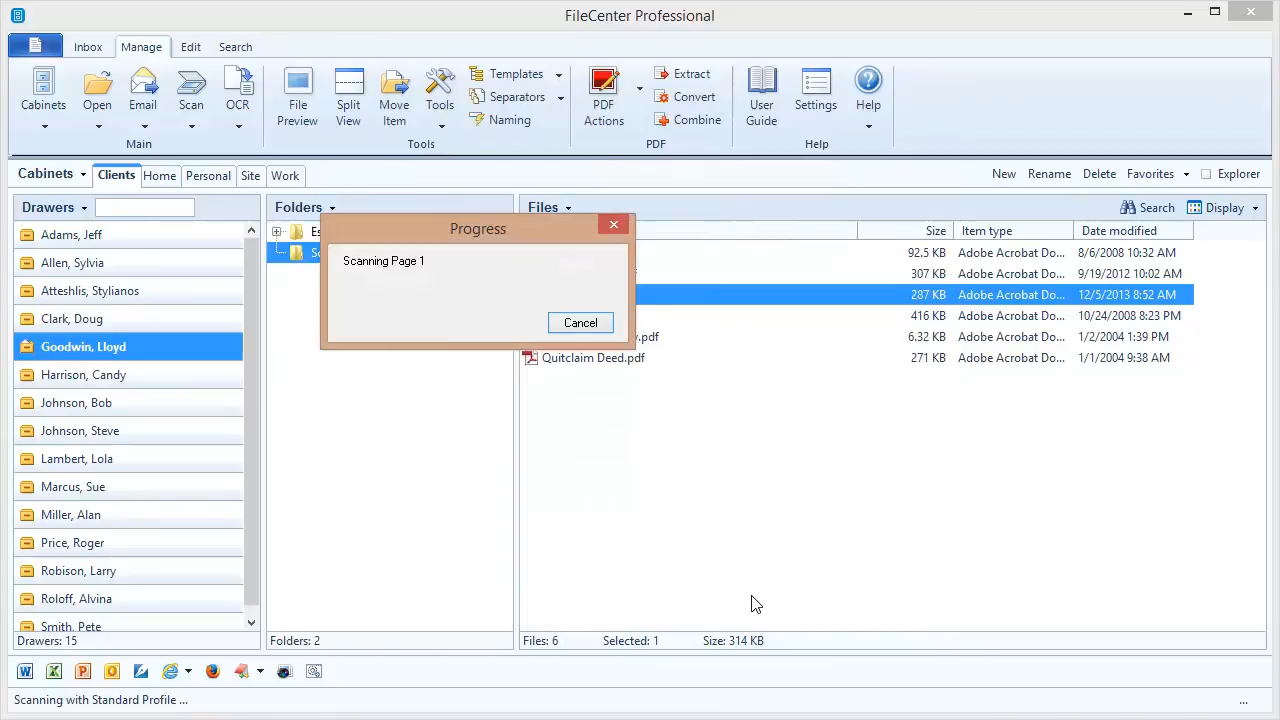 FileCenter Professional
Inbox Manage Edit Search
Cabinets Open Email Scan OCR
File Preview Split View Move Item Tools
Templates
Separators
Naming
PDF Actions
Extract
Convert
Combine
User Guide Settings Help
Main Tools PDF Help
Cabinets Clients Home Personal Site Work
New Rename Delete Favorites Explorer
Drawers
Adams, Jeff
Allen, Sylvia
Atteshlis, Stylianos
Clark, Doug
Goodwin, Lloyd
Harrison, Candy
Johnson, Bob
Johnson, Steve
Lambert, Lola
Marcus, Sue
Miller, Alan
Price, Roger
Robison, Larry
Roloff, Alvina
Smith, Pete
Drawers: 15
Folders
Progress
Scanning Page 1
Cancel
Folders: 2
Files Search Display
Size Item type Date modified
92.5 KB Adobe Acrobat Do... 8/6/2008 10:32 AM
307 KB Adobe Acrobat Do... 9/19/2012 10:02 AM
287 KB Adobe Acrobat Do... 12/5/2013 8:52 AM
416 KB Adobe Acrobat Do... 10/24/2008 8:23 PM
.pdf 6.32 KB Adobe Acrobat Do... 1/2/2004 1:39 PM
Quitclaim Deed.pdf 271 KB Adobe Acrobat Do... 1/1/2004 9:38 AM
Files: 6 Selected: 1 Size: 314 KB
Scanning with Standard Profile ...
...